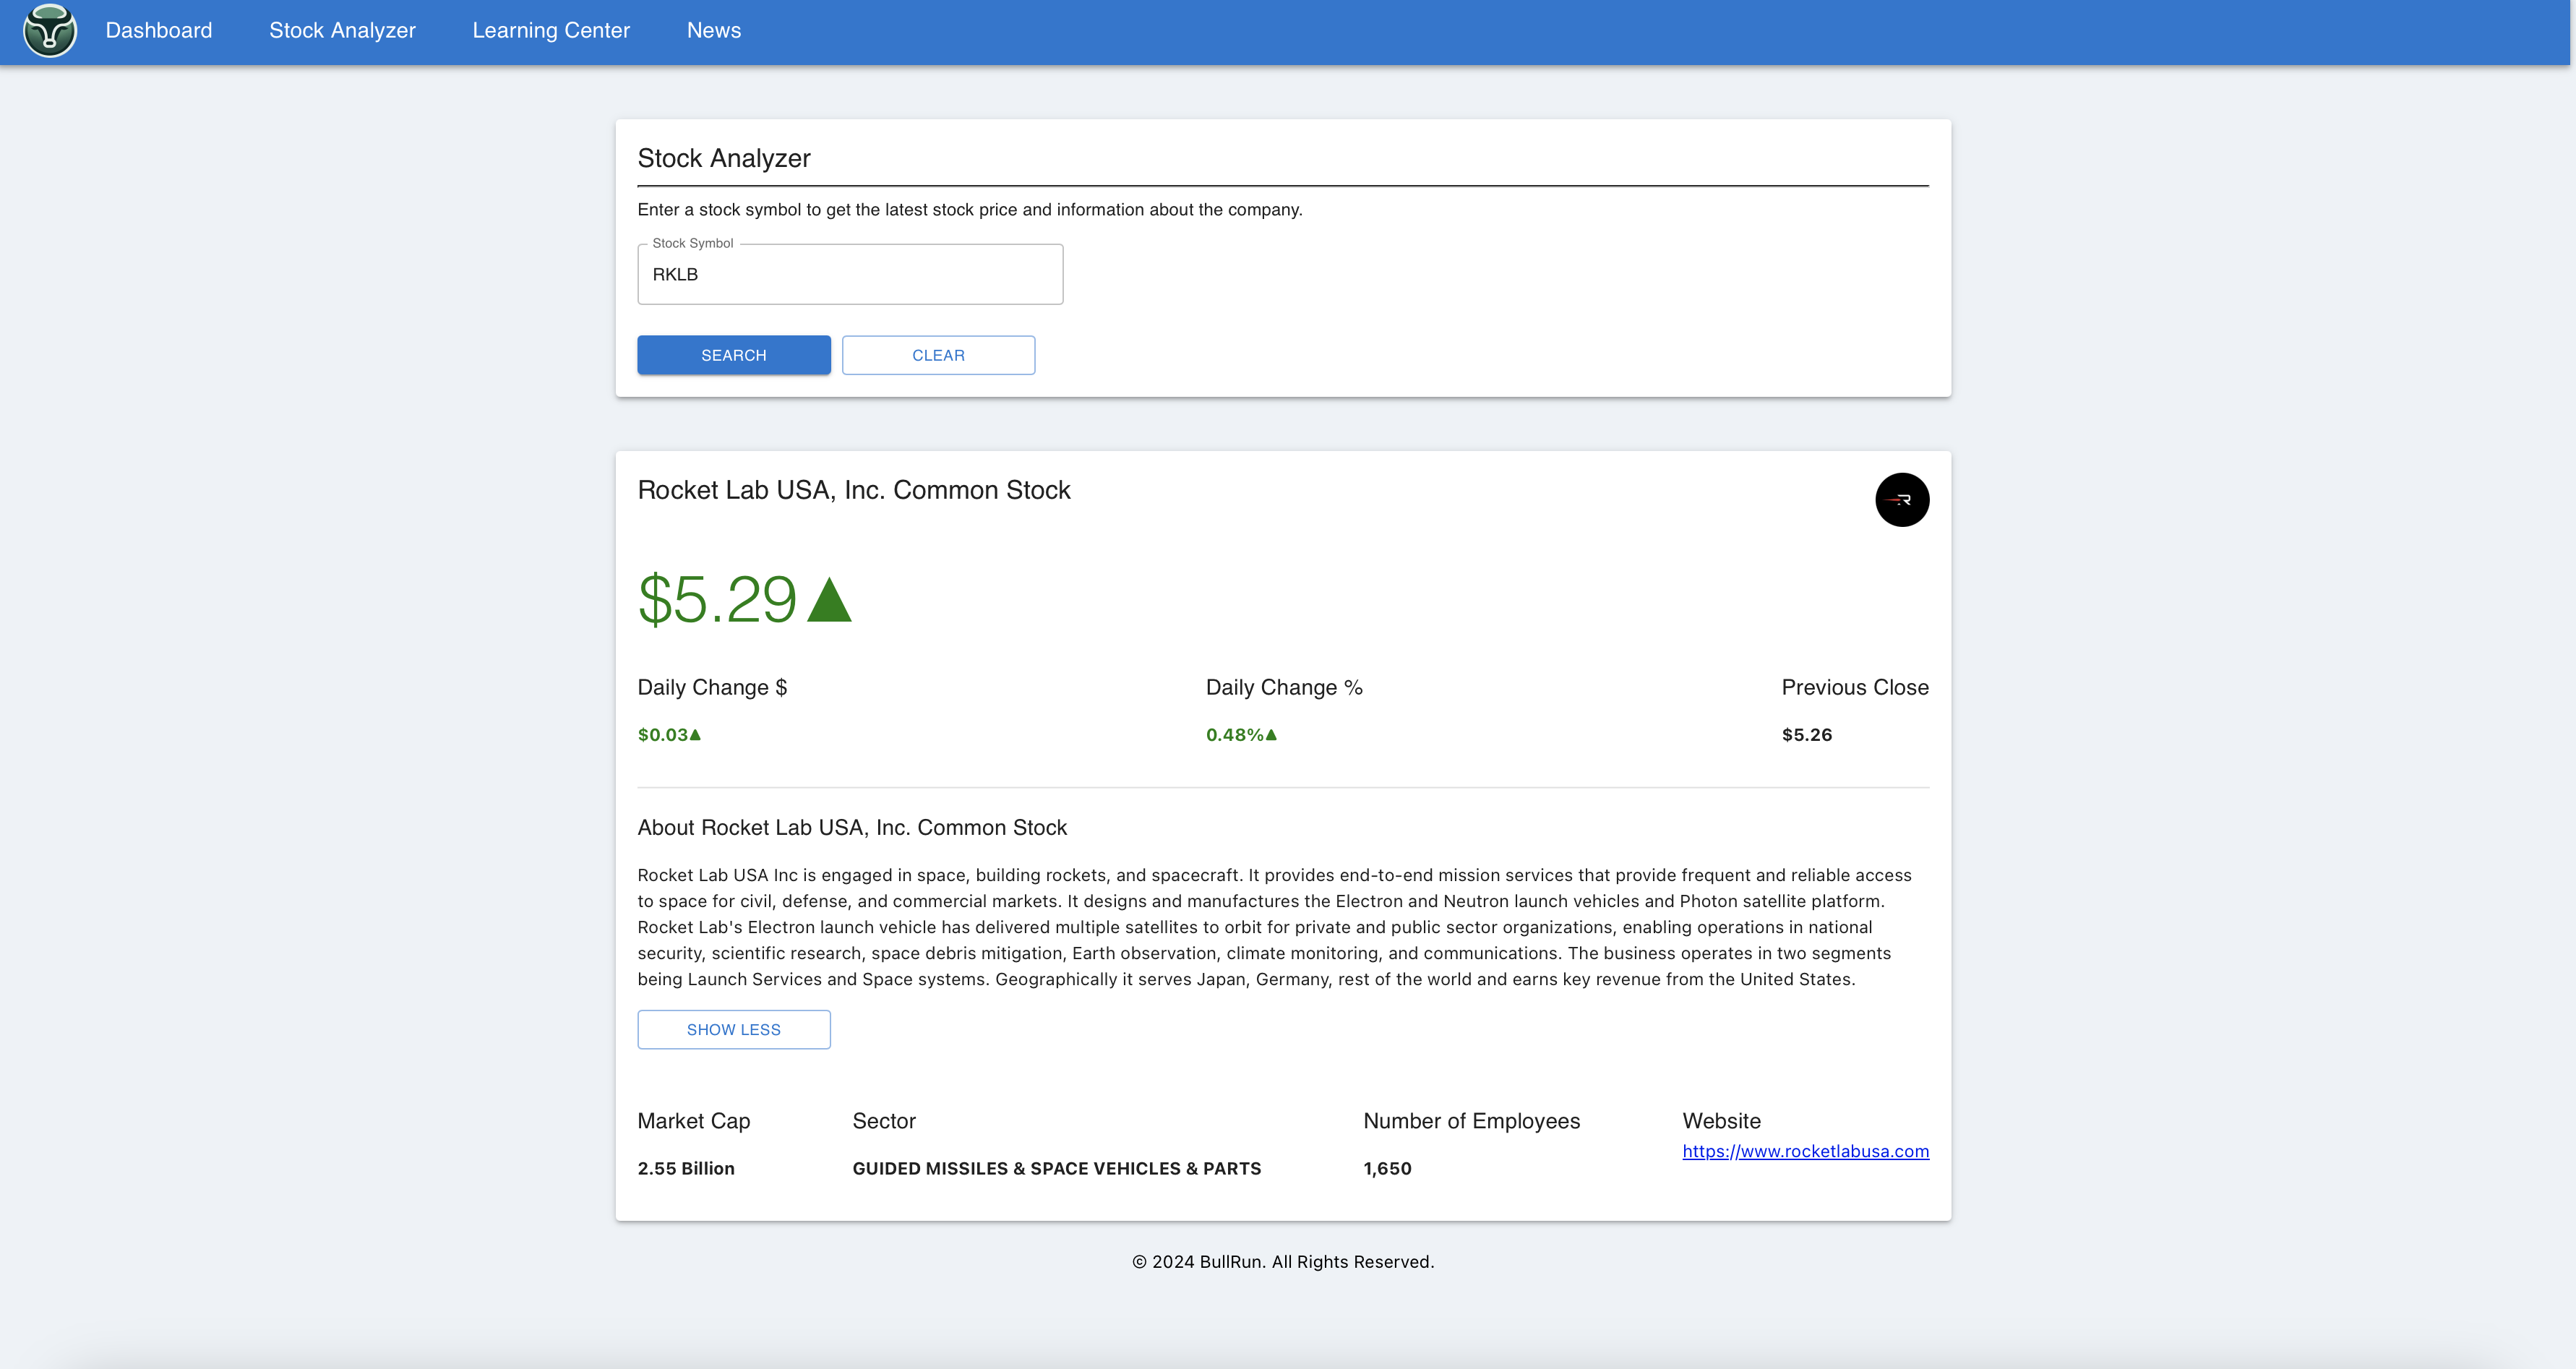 Dashboard Stock Analyzer Learning Center News
Stock Analyzer
Enter a stock symbol to get the latest stock price and information about the company.
Stock Symbol
RKLB
SEARCH CLEAR
Rocket Lab USA, Inc. Common Stock
R
$5.29▲
Daily Change $ Daily Change % Previous Close
$0.03▲ 0.48%▲ $5.26
About Rocket Lab USA, Inc. Common Stock
Rocket Lab USA Inc is engaged in space, building rockets, and spacecraft. It provides end-to-end mission services that provide frequent and reliable access
to space for civil, defense, and commercial markets. It designs and manufactures the Electron and Neutron launch vehicles and Photon satellite platform.
Rocket Lab's Electron launch vehicle has delivered multiple satellites to orbit for private and public sector organizations, enabling operations in national
security, scientific research, space debris mitigation, Earth observation, climate monitoring, and communications. The business operates in two segments
being Launch Services and Space systems. Geographically it serves Japan, Germany, rest of the world and earns key revenue from the United States.
SHOW LESS
Market Cap Sector Number of Employees Website
https://www.rocketlabusa.com
2.55 Billion GUIDED MISSILES & SPACE VEHICLES & PARTS 1,650
© 2024 BullRun. All Rights Reserved.